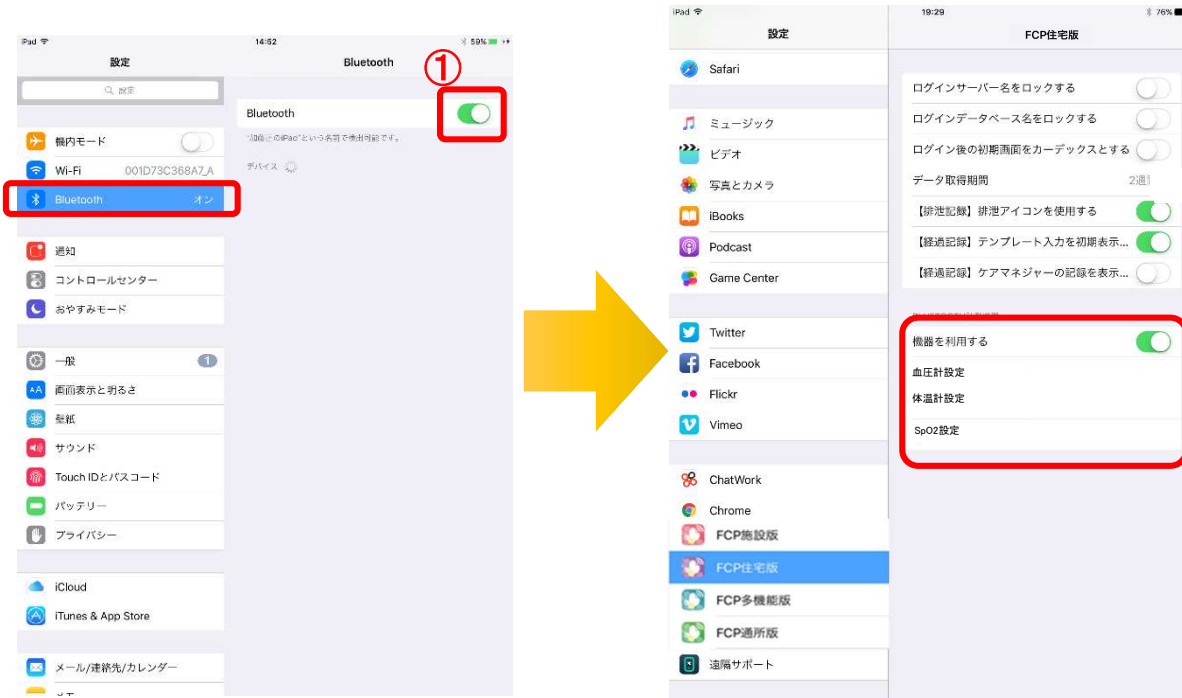 iPad
14:52
59%
設定
Bluetooth
①
設定
Bluetooth
デバイス
機内モード
Wi-Fi 001D73C368A7_A
Bluetooth オン
通知
コントロールセンター
おやすみモード
一般 1
画面表示と明るさ
壁紙
サウンド
Touch IDとパスコード
バッテリー
プライバシー
iCloud
iTunes & App Store
メール/連絡先/カレンダー
iPad
19:29
76%
設定
FCP住宅版
Safari
ミュージック
ビデオ
写真とカメラ
iBooks
Podcast
Game Center
Twitter
Facebook
Flickr
Vimeo
ChatWork
Chrome
FCP施設版
FCP住宅版
FCP多機能版
FCP通所版
遠隔サポート
ログインサーバー名をロックする
ログインデータベース名をロックする
ログイン後の初期画面をカーデックスとする
データ取得期間 2週
【排泄記録】排泄アイコンを使用する
【経過記録】テンプレート入力を初期表示...
【経過記録】ケアマネジャーの記録を表示...
機器を利用する
血圧計設定
体温計設定
SpO2設定